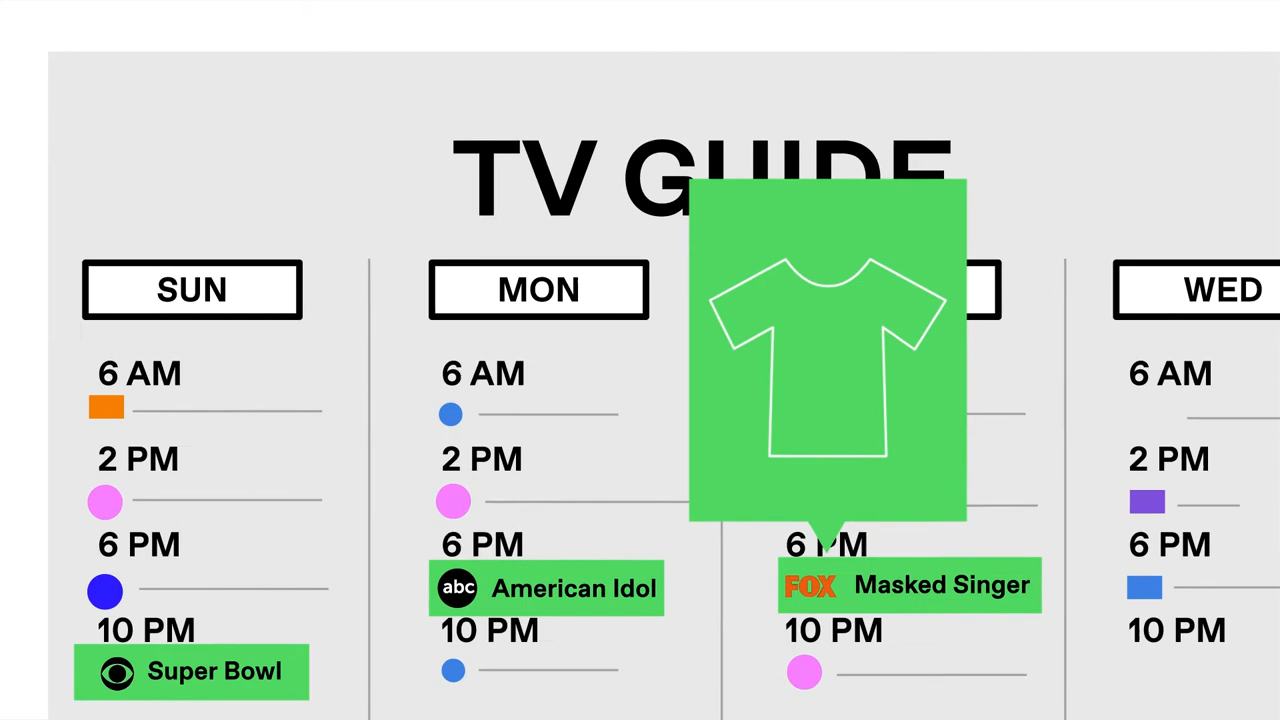 TV GUIDE
SUN
MON
WED
6 AM
6 AM
6 AM
2 PM
2 PM
2 PM
6 PM
6 PM
6 PM
6 PM
abc American Idol
FOX Masked Singer
10 PM
10 PM
10 PM
10 PM
Super Bowl